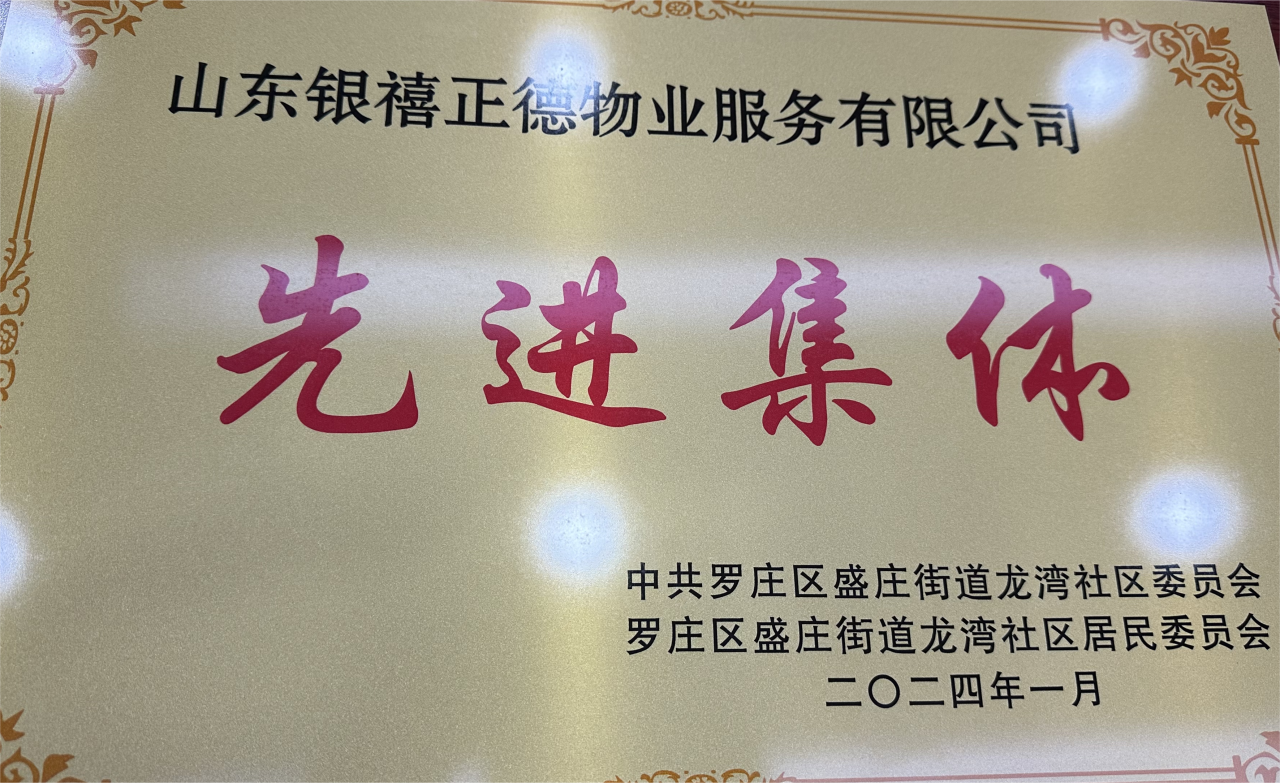 山东银禧正德物业服务有限公司
先进集体
中共罗庄区盛庄街道龙湾社区委员会
罗庄区盛庄街道龙湾社区居民委员会
二〇二四年一月